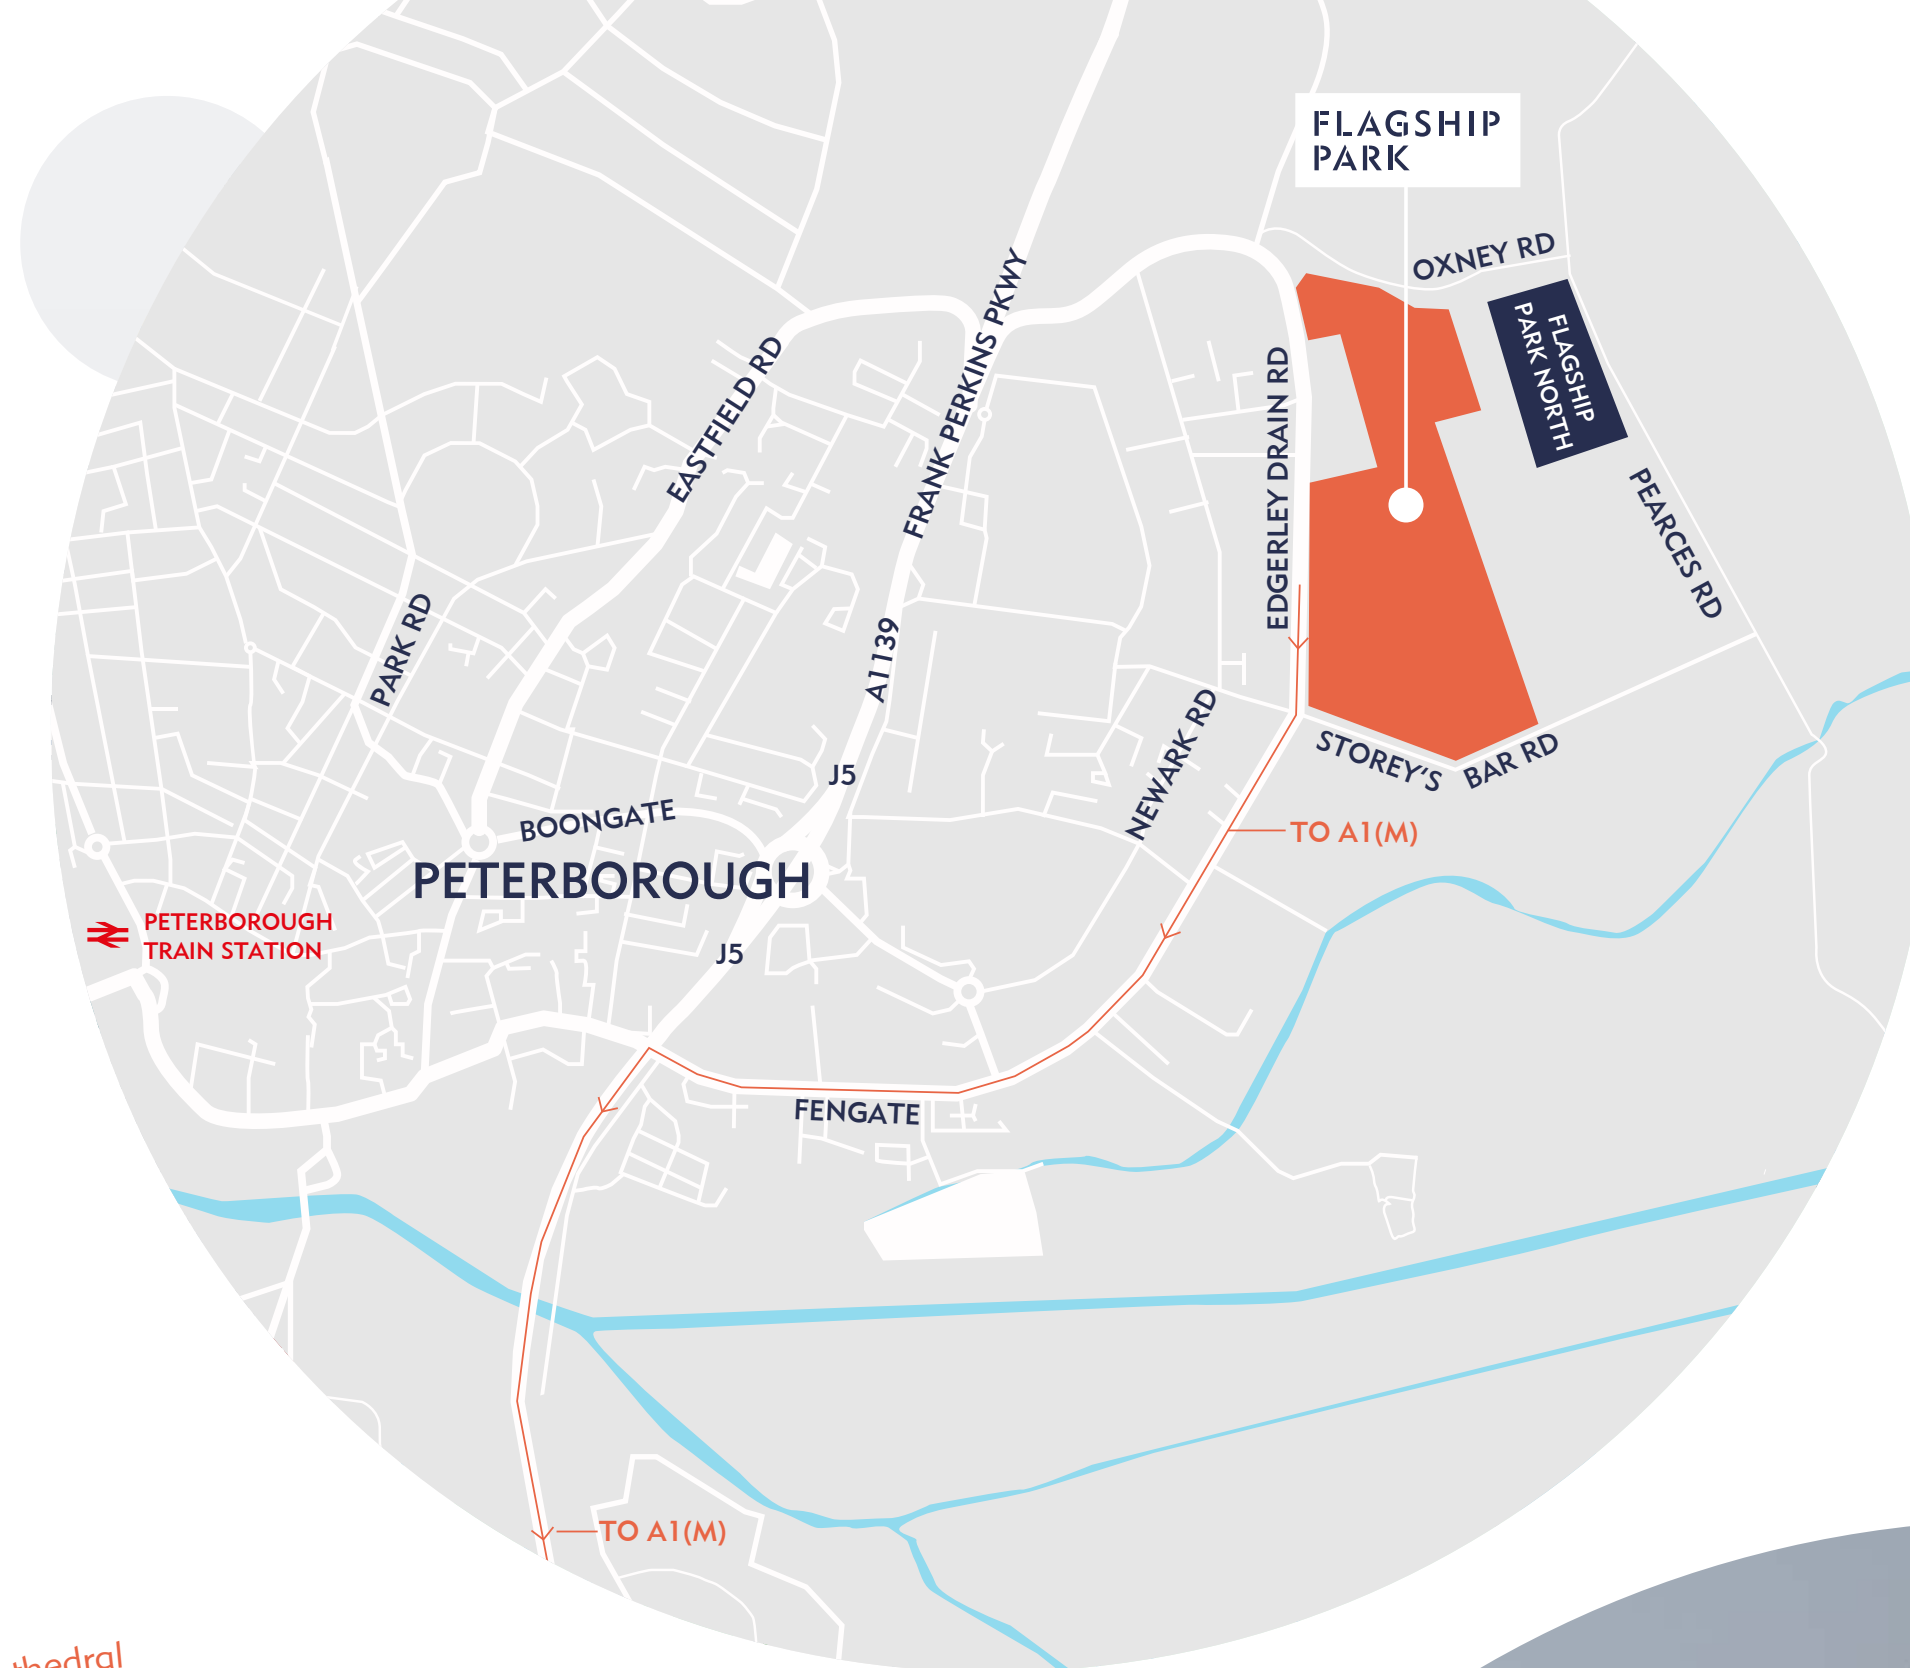 FLAGSHIP
PARK
OXNEY RD
FLAGSHIP
PARK NORTH
FRANK PERKINS PKWY
EASTFIELD RD
EDGERLEY DRAIN RD
PEARCES RD
PARK RD
A1139
NEWARK RD
STOREY'S BAR RD
J5
BOONGATE
TO A1(M)
PETERBOROUGH
PETERBOROUGH
TRAIN STATION
J5
FENGATE
TO A1(M)
thedral